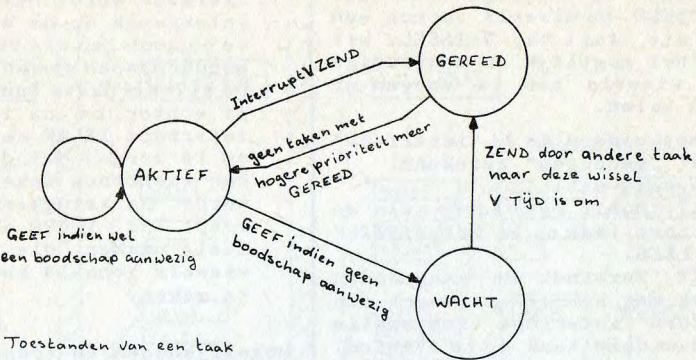 Interrupt V ZEND
GEREED
geen taken met
hogere prioriteit meer
GEREED
AKTIEF
ZEND door andere taak
naar deze wissel
V TijD is om
GEEF indien wel
een boodschap aanwezig
GEEF indien geen
boodschap aanwezig
WACHT
Toestanden van een taak